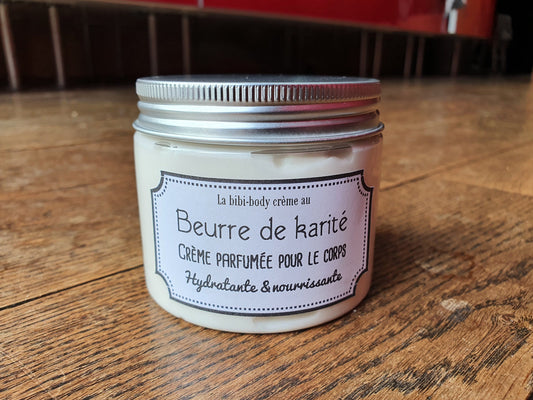 La bibi-body crème au
Beurre de karité
CRÈME PARFUMÉE POUR LE CORPS
Hydratante & nourrissante